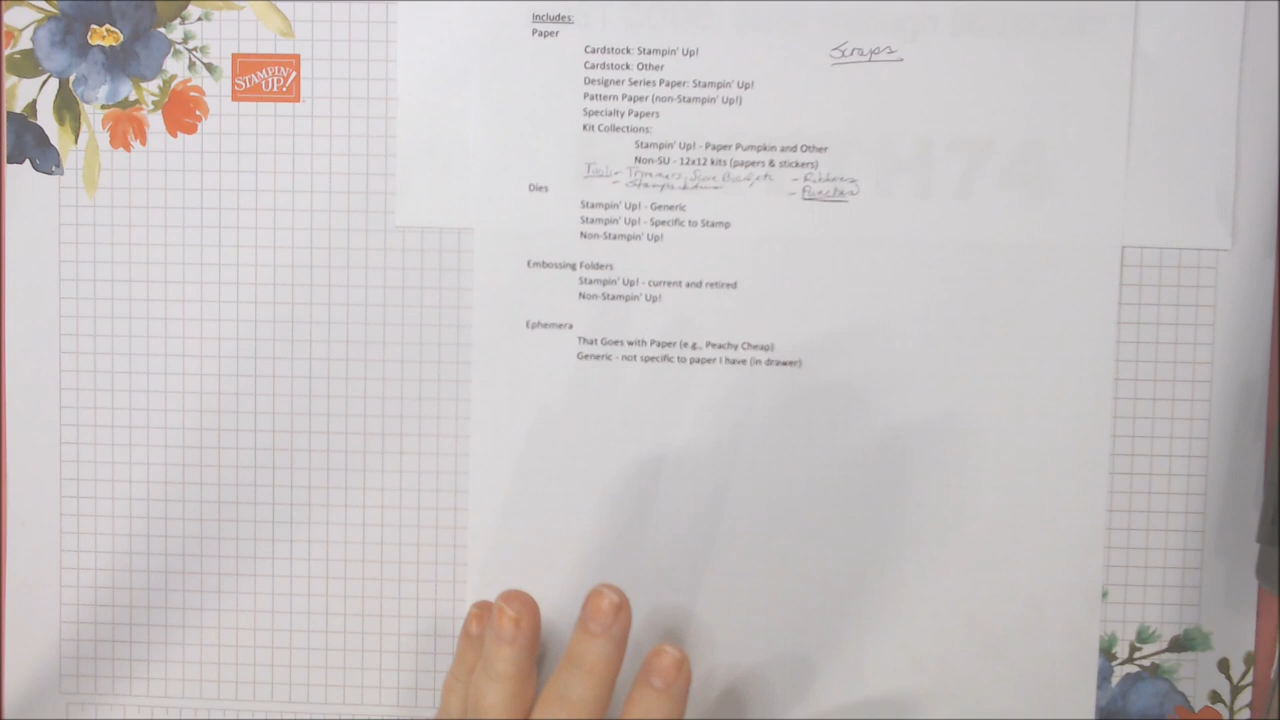 STAMPIN' UP!
Includes:
Paper
Scraps
Cardstock: Stampin' Up!
Cardstock: Other
Designer Series Paper: Stampin' Up!
Pattern Paper (non-Stampin' Up!)
Specialty Papers
Kit Collections:
Stampin' Up! - Paper Pumpkin and Other
Non-SU - 12x12 kits (papers & stickers)
Tools - Trimmers, Score - Ribbons
- Punches
Dies
Stampin' Up! - Generic
Stampin' Up! - Specific to Stamp
Non-Stampin' Up!
Embossing Folders
Stampin' Up! - current and retired
Non-Stampin' Up!
Ephemera
That Goes with Paper (e.g., Peachy Cheap)
Generic - not specific to paper I have (in drawer)